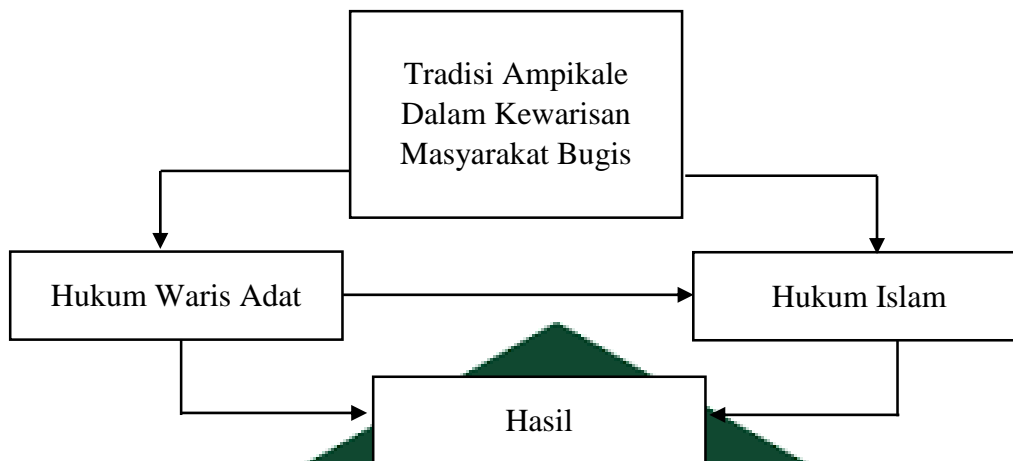 Tradisi Ampikale
Dalam Kewarisan
Masyarakat Bugis
Hukum Waris Adat
Hukum Islam
Hasil